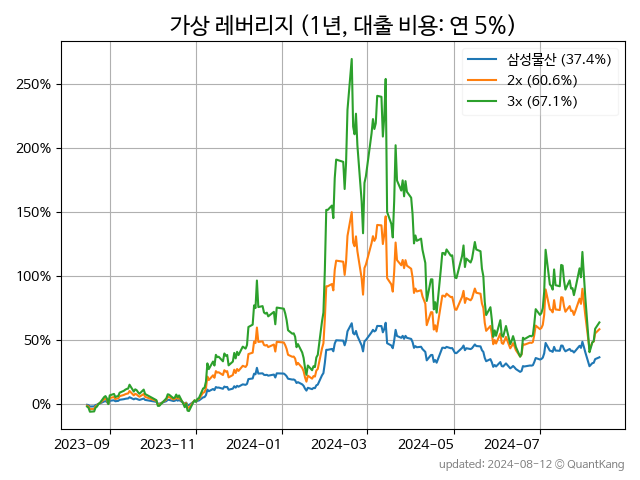 가상 레버리지 (1년, 대출 비용: 연 5%)
삼성물산 (37.4%)
2x (60.6%)
3x (67.1%)
250%
200%
150%
100%
50%
0%
2023-09 2023-11 2024-01 2024-03 2024-05 2024-07
updated: 2024-08-12 © QuantKang